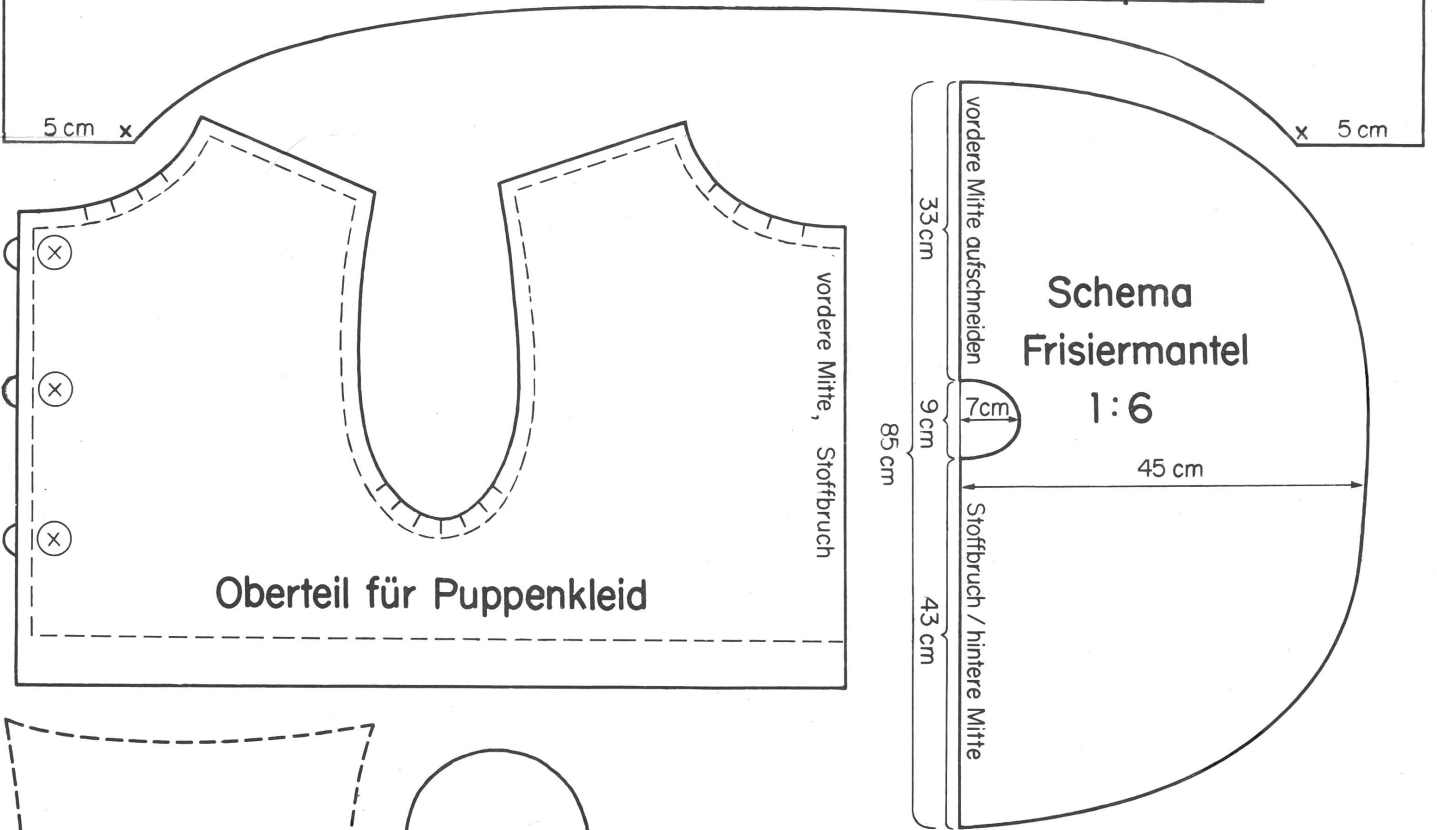 5 cm x
x 5 cm
vordere Mitte, Stoffbruch
Oberteil für Puppenkleid
x
x
x
85 cm
33 cm
9 cm
43 cm
vordere Mitte aufschneiden
7cm
Stoffbruch / hintere Mitte
Schema
Frisiermantel
1:6
45 cm